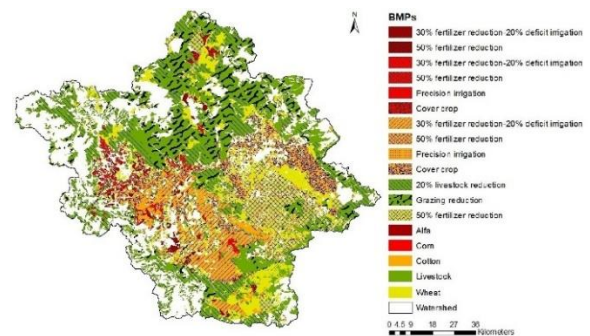 N
BMPs
30% fertilizer reduction-20% deficit irrigation
50% fertilizer reduction
30% fertilizer reduction-20% deficit irrigation
50% fertilizer reduction
Precision irrigation
Cover crop
30% fertilizer reduction-20% deficit irrigation
50% fertilizer reduction
Precision irrigation
Cover crop
20% livestock reduction
Grazing reduction
50% fertilizer reduction
Alfa
Corn
Cotton
Livestock
Wheat
Watershed
0 4.5 9 18 27 36
Kilometers